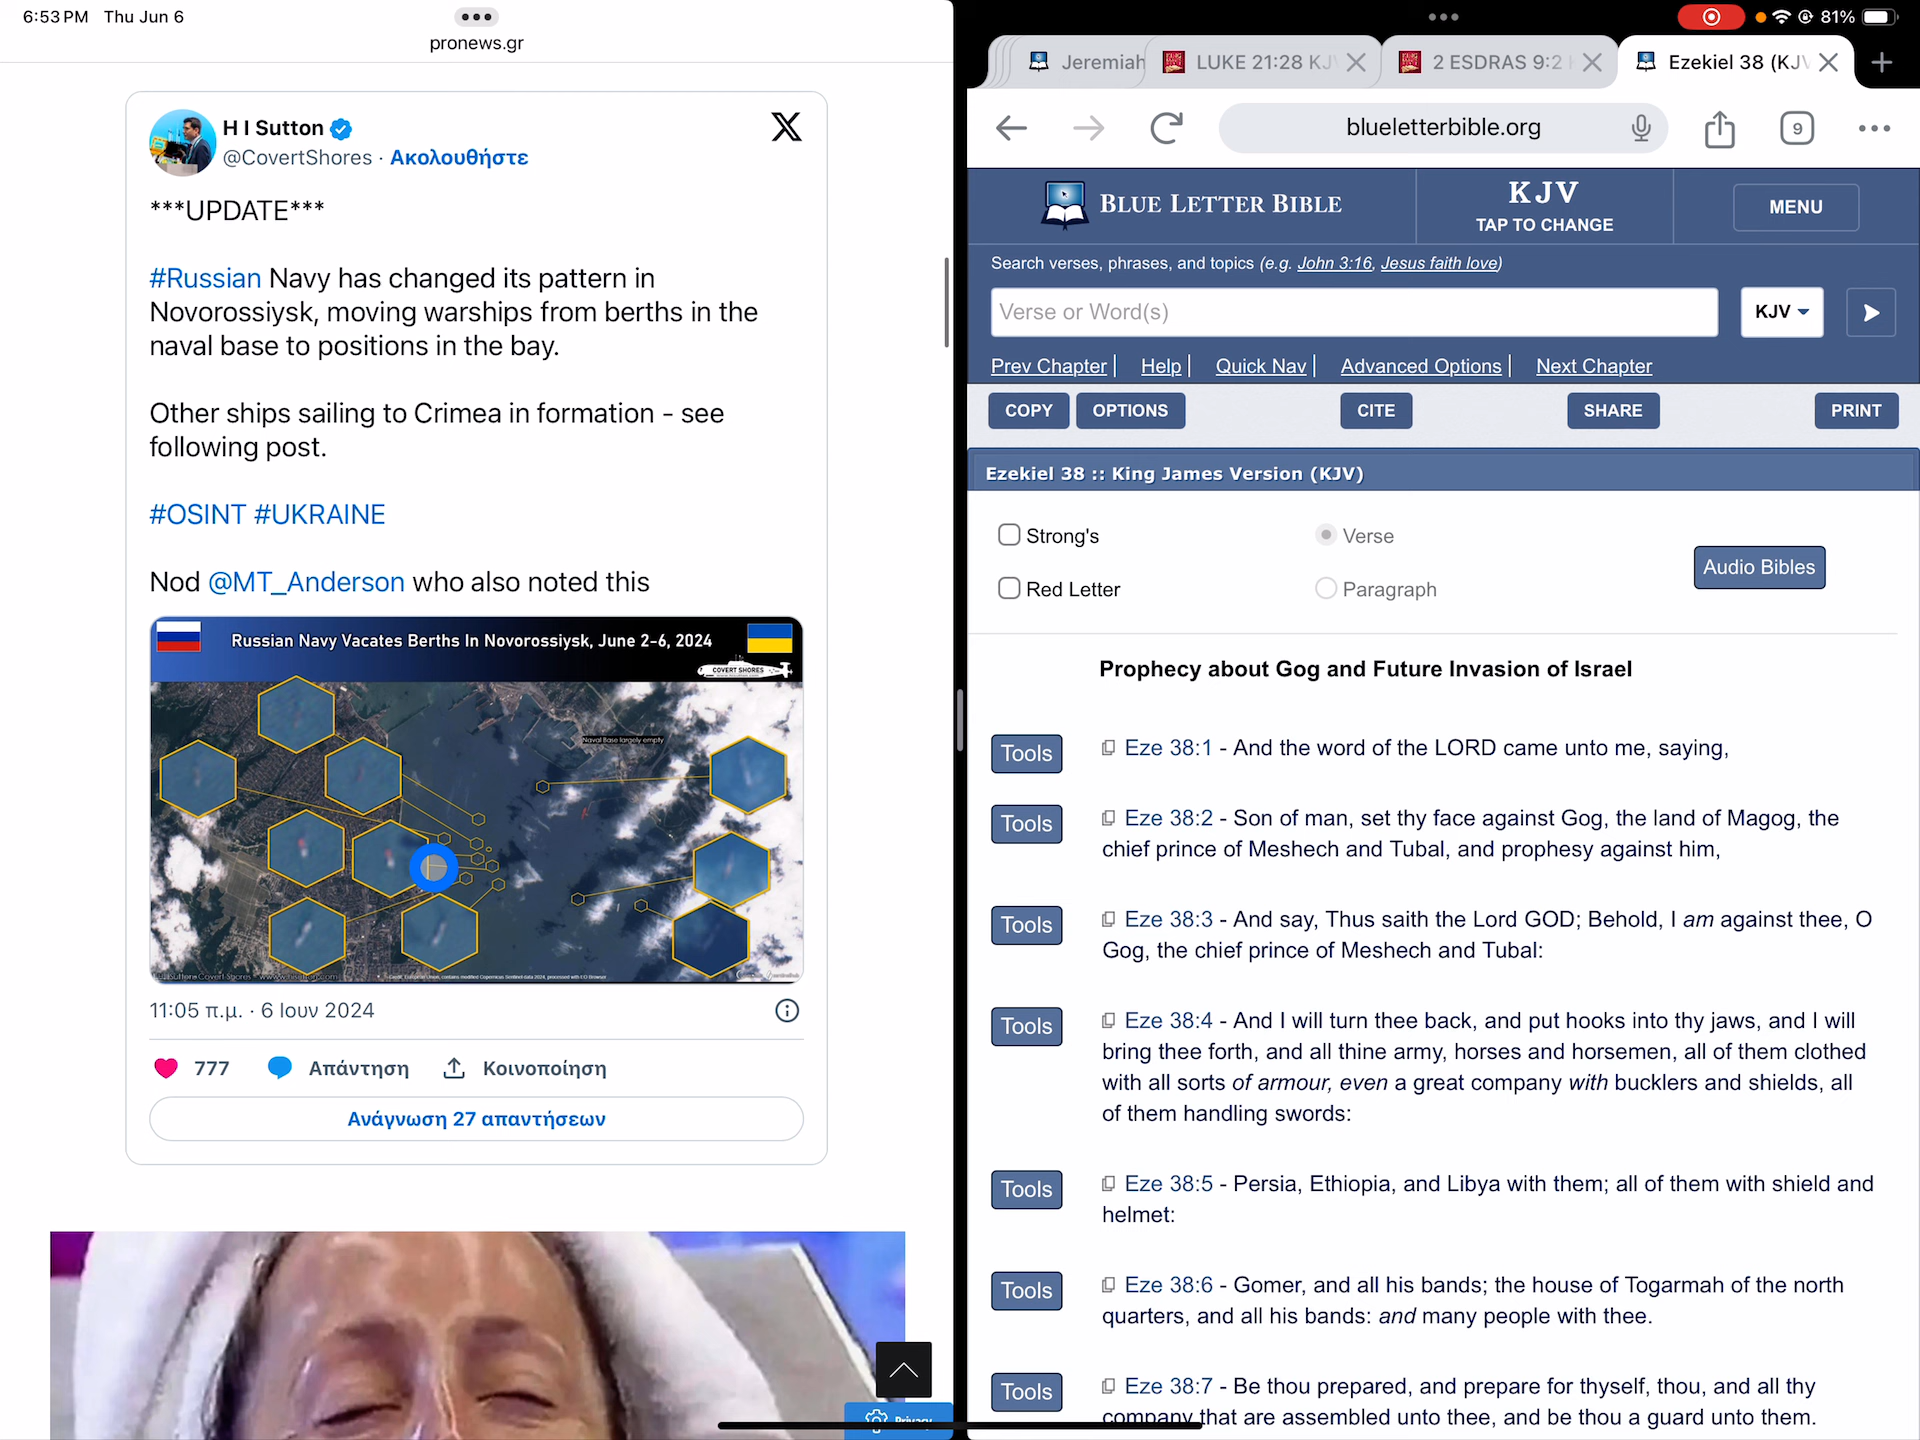 6:53 PM Thu Jun 6
pronews.gr
H I Sutton
@CovertShores · Ακολουθήστε
***UPDATE***
#Russian Navy has changed its pattern in
Novorossiysk, moving warships from berths in the
naval base to positions in the bay.
Other ships sailing to Crimea in formation - see
following post.
#OSINT #UKRAINE
Nod @MT_Anderson who also noted this
Russian Navy Vacates Berths In Novorossiysk, June 2-6, 2024
COVERT SHORES
Naval Base largely empty
11:05 π.μ. · 6 Ιουν 2024
777 Απάντηση Κοινοποίηση
Ανάγνωση 27 απαντήσεων
Privacy
81%
Jeremiah LUKE 21:28 KJV 2 ESDRAS 9:2 Ezekiel 38 (KJV
blueletterbible.org
9
BLUE LETTER BIBLE
KJV
TAP TO CHANGE
MENU
Search verses, phrases, and topics (e.g. John 3:16, Jesus faith love)
Verse or Word(s)
KJV
Prev Chapter | Help | Quick Nav | Advanced Options | Next Chapter
COPY OPTIONS CITE SHARE PRINT
Ezekiel 38 :: King James Version (KJV)
Strong's Verse
Audio Bibles
Red Letter Paragraph
Prophecy about Gog and Future Invasion of Israel
Tools Eze 38:1 - And the word of the LORD came unto me, saying,
Tools Eze 38:2 - Son of man, set thy face against Gog, the land of Magog, the
chief prince of Meshech and Tubal, and prophesy against him,
Tools Eze 38:3 - And say, Thus saith the Lord GOD; Behold, I am against thee, O
Gog, the chief prince of Meshech and Tubal:
Tools Eze 38:4 - And I will turn thee back, and put hooks into thy jaws, and I will
bring thee forth, and all thine army, horses and horsemen, all of them clothed
with all sorts of armour, even a great company with bucklers and shields, all
of them handling swords:
Tools Eze 38:5 - Persia, Ethiopia, and Libya with them; all of them with shield and
helmet:
Tools Eze 38:6 - Gomer, and all his bands; the house of Togarmah of the north
quarters, and all his bands: and many people with thee.
Tools Eze 38:7 - Be thou prepared, and prepare for thyself, thou, and all thy
company that are assembled unto thee, and be thou a guard unto them.